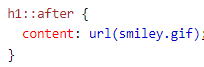 h1::after {
  content: url(smiley.gif);
}